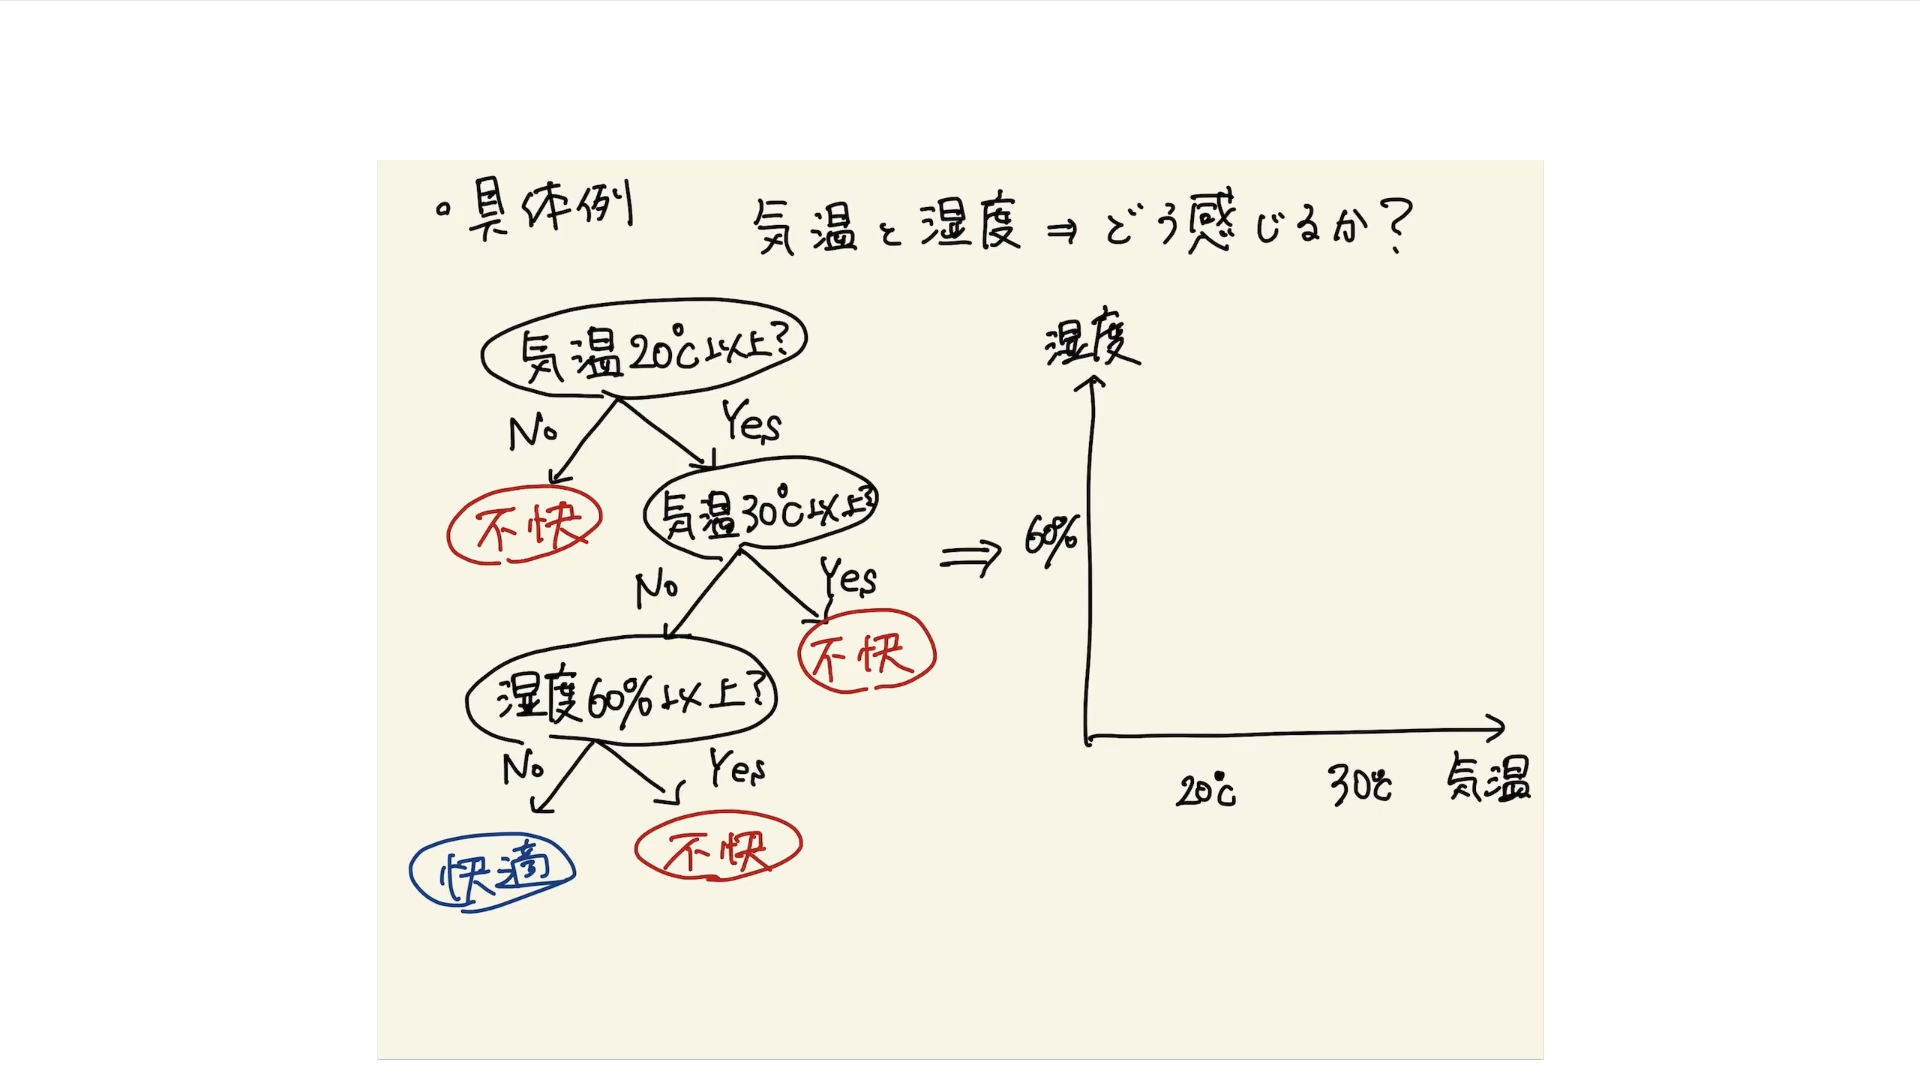 ・具体例
気温と湿度⇒どう感じるか?
気温20℃以上?
No
Yes
不快
気温30℃以上?
No
Yes
不快
湿度60%以上?
No
Yes
快適
不快
⇒
湿度
60%
20℃
30℃
気温